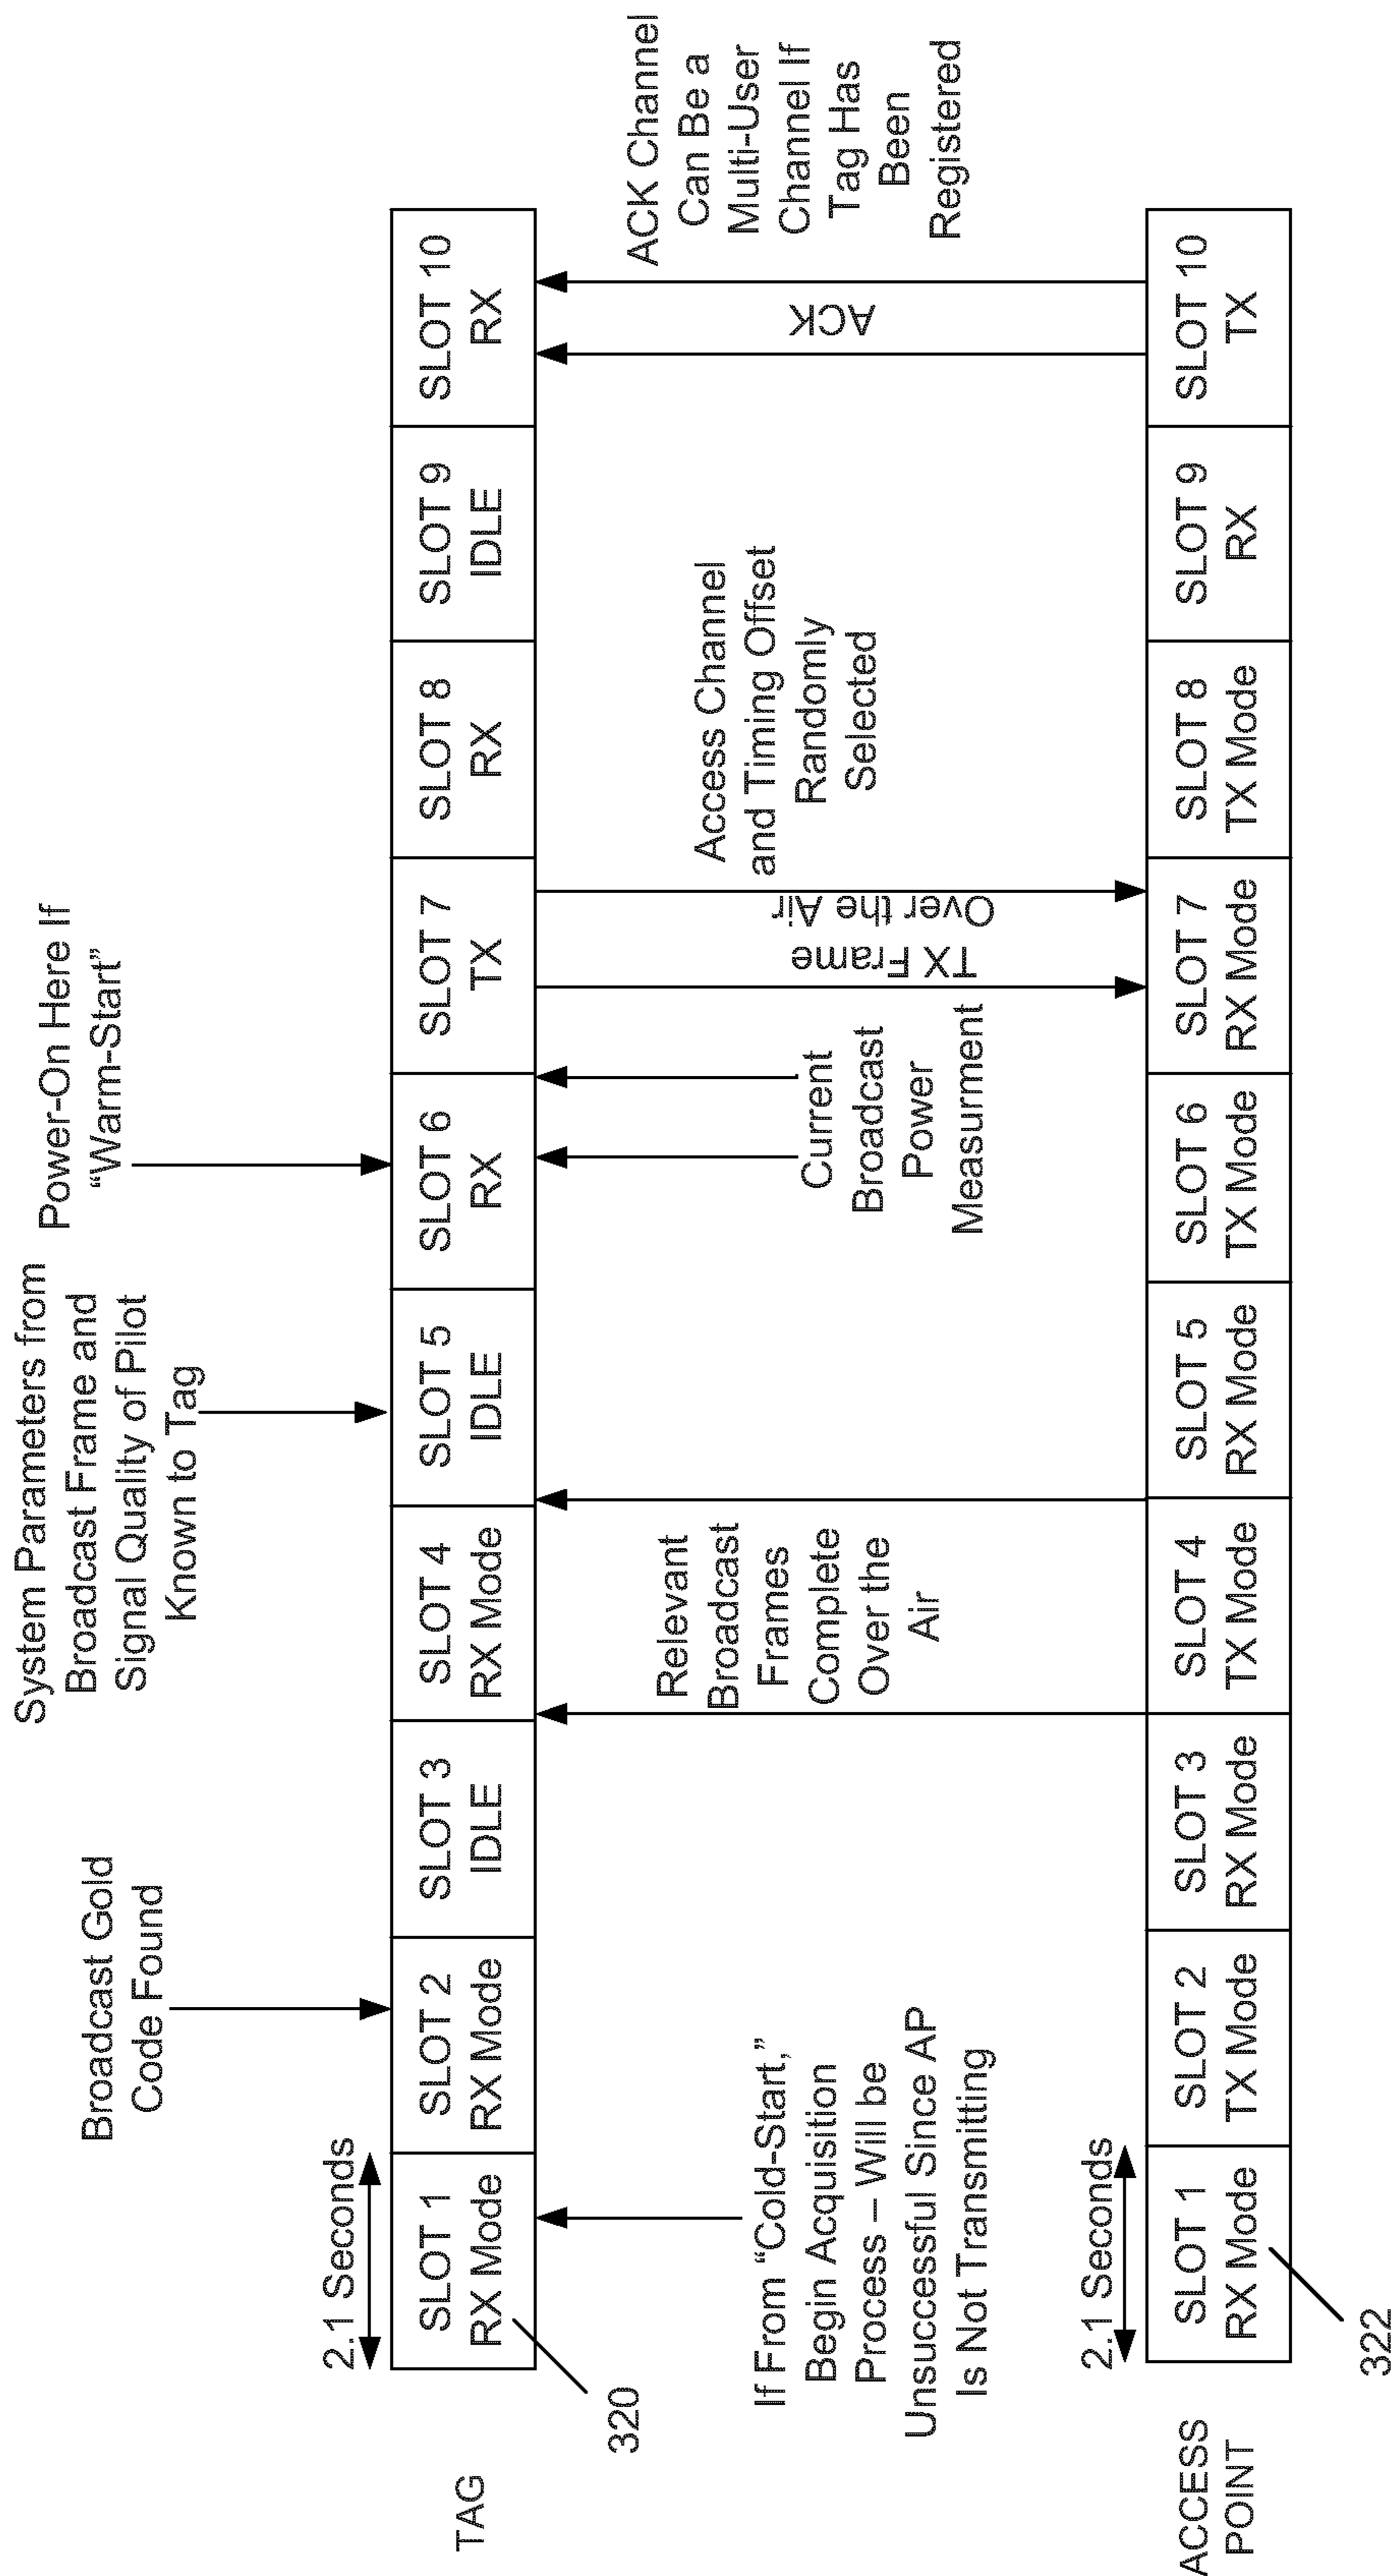 System Parameters from
Broadcast Frame and
Signal Quality of Pilot
Known to Tag
Power-On Here If
“Warm-Start”
Broadcast Gold
Code Found
2.1 Seconds
TAG
SLOT 1
RX Mode
SLOT 2
RX Mode
SLOT 3
IDLE
SLOT 4
RX Mode
SLOT 5
IDLE
SLOT 6
RX
SLOT 7
TX
SLOT 8
RX
SLOT 9
IDLE
SLOT 10
RX
320
If From “Cold-Start,”
Begin Acquisition
Process – Will be
Unsuccessful Since AP
Is Not Transmitting
Relevant
Broadcast
Frames
Complete
Over the
Air
Current
Broadcast
Power
Measurment
TX Frame
Over the Air
Access Channel
and Timing Offset
Randomly
Selected
ACK
ACK Channel
Can Be a
Multi-User
Channel If
Tag Has
Been
Registered
2.1 Seconds
ACCESS
POINT
SLOT 1
RX Mode
SLOT 2
TX Mode
SLOT 3
RX Mode
SLOT 4
TX Mode
SLOT 5
RX Mode
SLOT 6
TX Mode
SLOT 7
RX Mode
SLOT 8
TX Mode
SLOT 9
RX
SLOT 10
TX
322